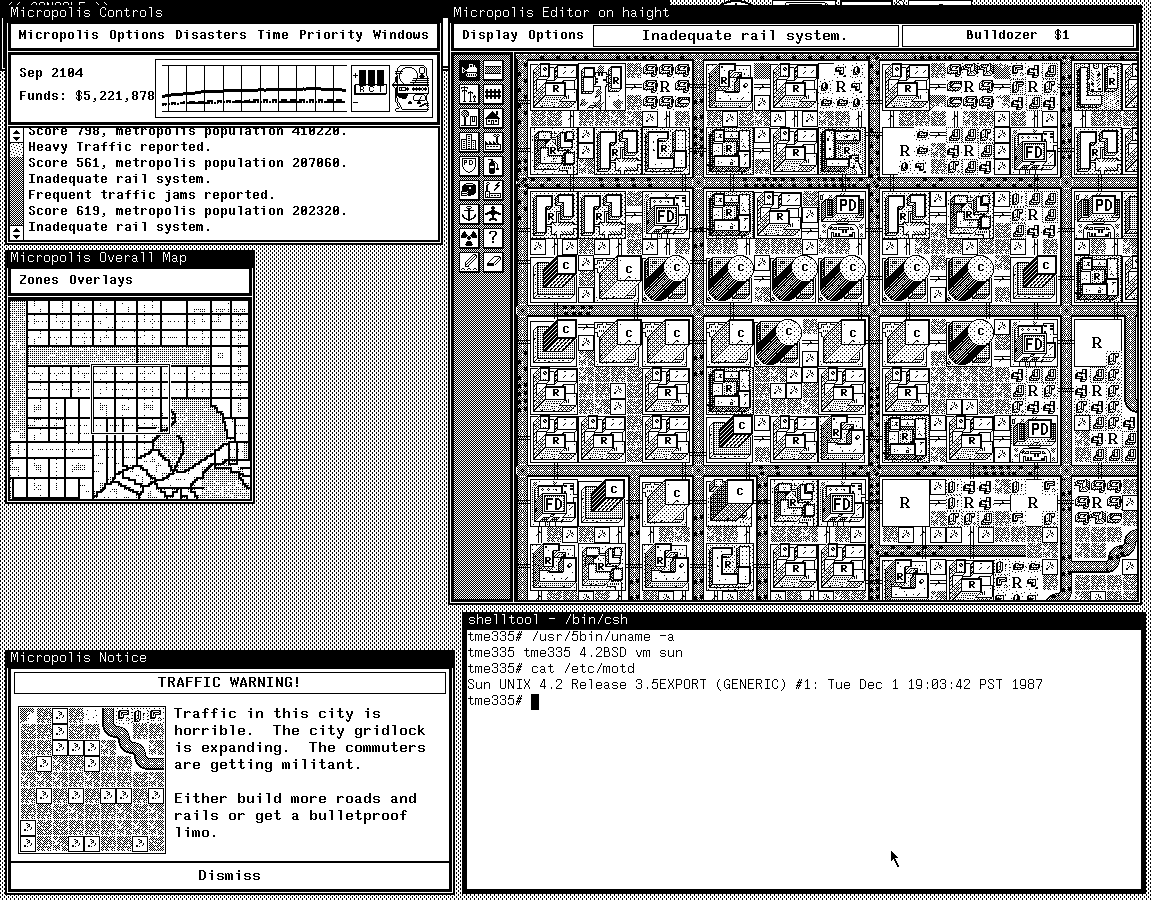 Micropolis Controls
Micropolis Options Disasters Time Priority Windows
Sep 2104
Funds: $5,221,878
R C I
Score 798, metropolis population 410220.
Heavy Traffic reported.
Score 561, metropolis population 207060.
Inadequate rail system.
Frequent traffic jams reported.
Score 619, metropolis population 202320.
Inadequate rail system.
Micropolis Overall Map
Zones Overlays
Micropolis Editor on haight
Display Options
Inadequate rail system.
Bulldozer $1
shelltool - /bin/csh
tme335# /usr/5bin/uname -a
tme335 tme335 4.2BSD vm sun
tme335# cat /etc/motd
Sun UNIX 4.2 Release 3.5EXPORT (GENERIC) #1: Tue Dec 1 19:03:42 PST 1987
tme335#
Micropolis Notice
TRAFFIC WARNING!
Traffic in this city is
horrible. The city gridlock
is expanding. The commuters
are getting militant.
Either build more roads and
rails or get a bulletproof
limo.
Dismiss